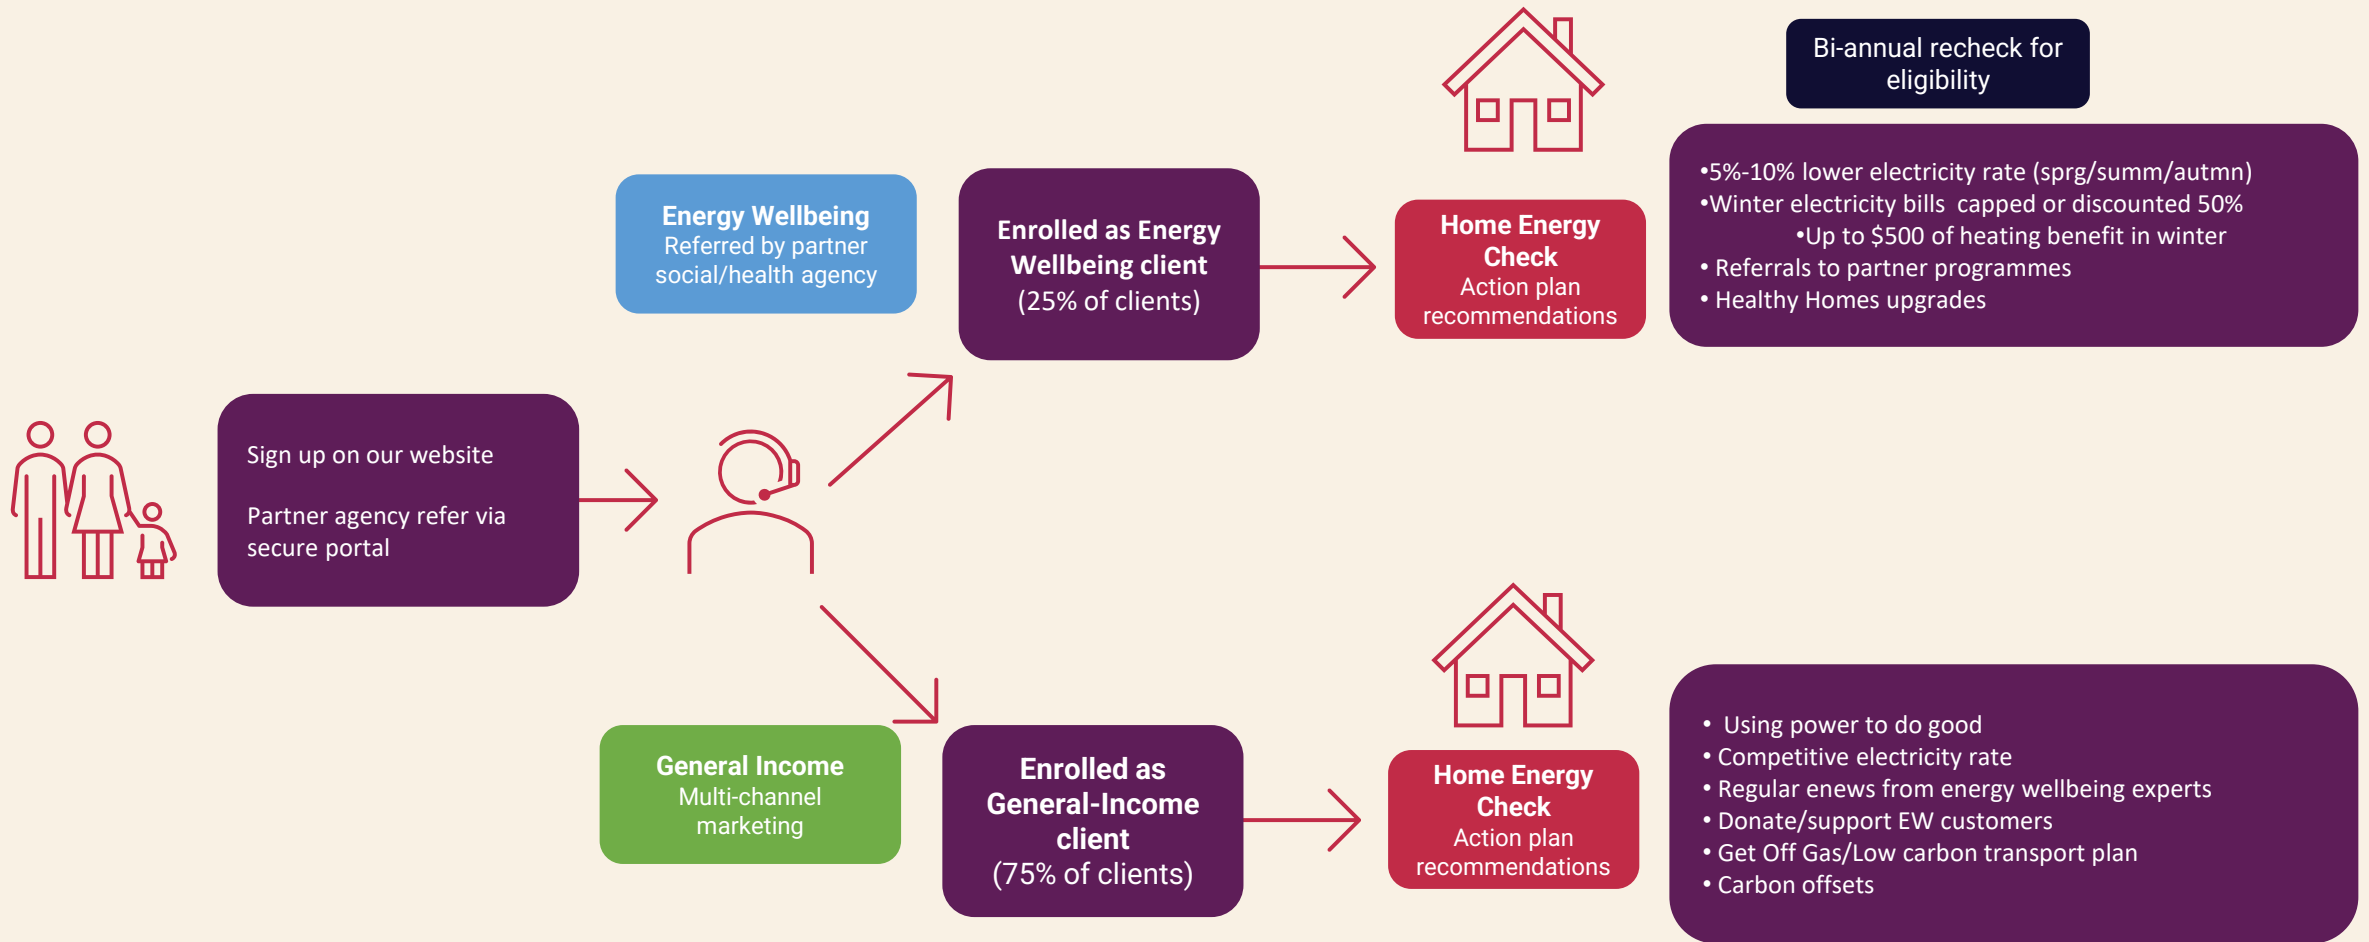 Sign up on our website
Partner agency refer via
secure portal
Energy Wellbeing
Referred by partner
social/health agency
Enrolled as Energy
Wellbeing client
(25% of clients)
Home Energy
Check
Action plan
recommendations
Bi-annual recheck for
eligibility
•5%-10% lower electricity rate (sprg/summ/autmn)
•Winter electricity bills  capped or discounted 50%
•Up to $500 of heating benefit in winter
• Referrals to partner programmes
• Healthy Homes upgrades
General Income
Multi-channel
marketing
Enrolled as
General-Income
client
(75% of clients)
Home Energy
Check
Action plan
recommendations
•  Using power to do good
• Competitive electricity rate
• Regular enews from energy wellbeing experts
• Donate/support EW customers
• Get Off Gas/Low carbon transport plan
• Carbon offsets